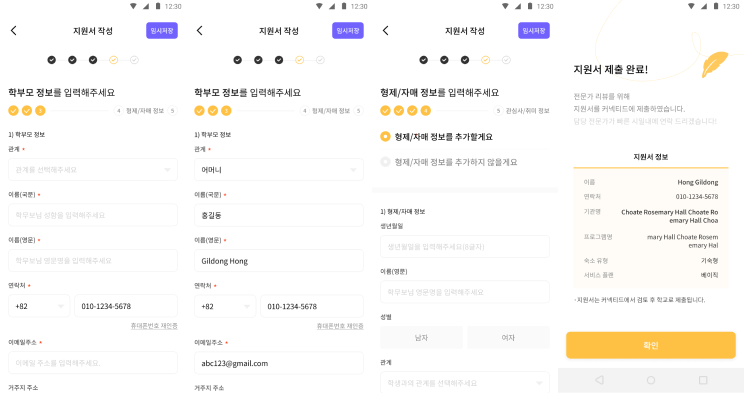 12:30
지원서 작성
임시저장
학부모 정보를 입력해주세요
3
4 형제/자매 정보 5
1) 학부모 정보
관계
관계를 선택해주세요
이름(국문)
학부모님 성함을 입력해주세요
이름(영문)
학부모님 영문명을 입력해주세요
연락처
+82
010-1234-5678
휴대폰번호 재인증
이메일주소
이메일 주소를 입력해주세요
거주지 주소
12:30
지원서 작성
임시저장
학부모 정보를 입력해주세요
3
4 형제/자매 정보 5
1) 학부모 정보
관계
어머니
이름(국문)
홍길동
이름(영문)
Gildong Hong
연락처
+82
010-1234-5678
휴대폰번호 재인증
이메일주소
abc123@gmail.com
거주지 주소
12:30
지원서 작성
임시저장
형제/자매 정보를 입력해주세요
4
5 관심사/취미 정보
형제/자매 정보를 추가할게요
형제/자매 정보를 추가하지 않을게요
1) 형제/자매 정보
생년월일
생년월일을 입력해주세요(8글자)
이름(영문)
학부모님 영문명을 입력해주세요
성별
남자
여자
관계
학생과의 관계를 선택해주세요
12:30
지원서 제출 완료!
전문가 리뷰를 위해
지원서를 커넥티드에 제출하였습니다.
담당 전문가가 빠른 시일내에 연락 드리겠습니다!
지원서 정보
이름 Hong Gildong
연락처 010-1234-5678
기관명 Choate Rosemary Hall Choate Ro
emary Hall Choa
프로그램명 mary Hall Choate Rosem
emary Hal
숙소 유형 기숙형
서비스 플랜 베이직
·지원서는 커넥티드에서 검토 후 학교로 제출됩니다.
확인